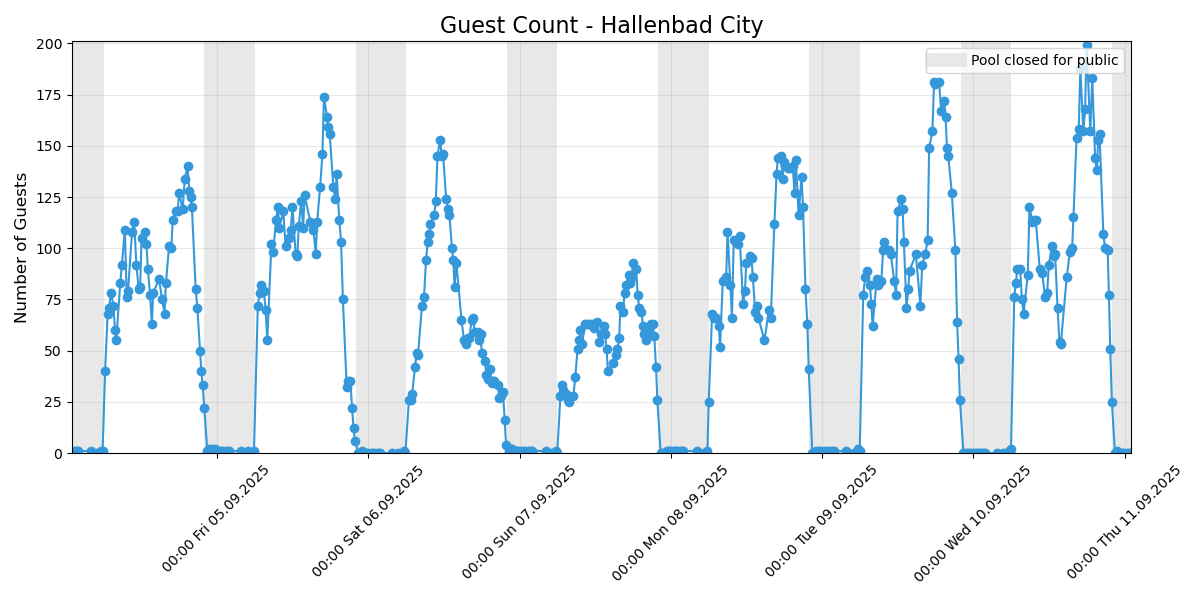 Guest Count - Hallenbad City
Pool closed for public
Number of Guests
200
175
150
125
100
75
50
25
0
00:00 Fri 05.09.2025
00:00 Sat 06.09.2025
00:00 Sun 07.09.2025
00:00 Mon 08.09.2025
00:00 Tue 09.09.2025
00:00 Wed 10.09.2025
00:00 Thu 11.09.2025